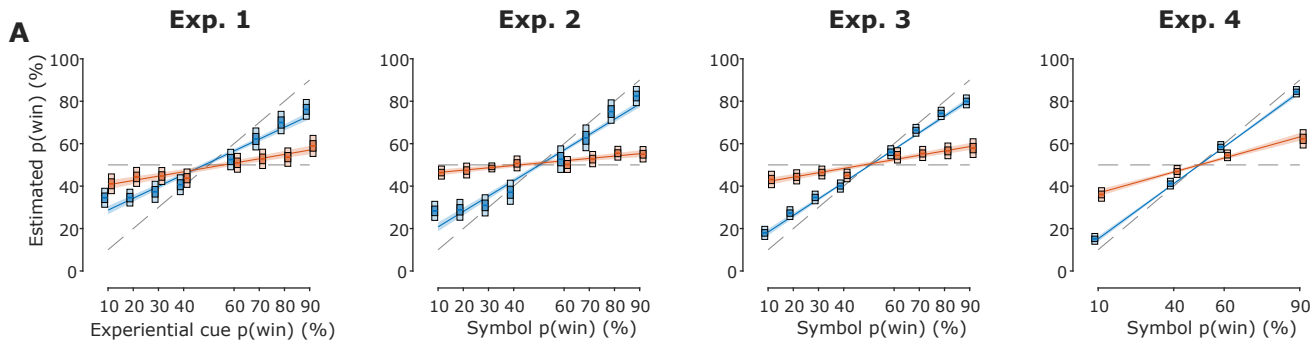 A
Exp. 1
Exp. 2
Exp. 3
Exp. 4
Estimated p(win) (%)
100
80
60
40
20
0
10 20 30 40 60 70 80 90
Experiential cue p(win) (%)
100
80
60
40
20
0
10 20 30 40 60 70 80 90
Symbol p(win) (%)
100
80
60
40
20
0
10 20 30 40 60 70 80 90
Symbol p(win) (%)
100
80
60
40
20
0
10 40 60 90
Symbol p(win) (%)